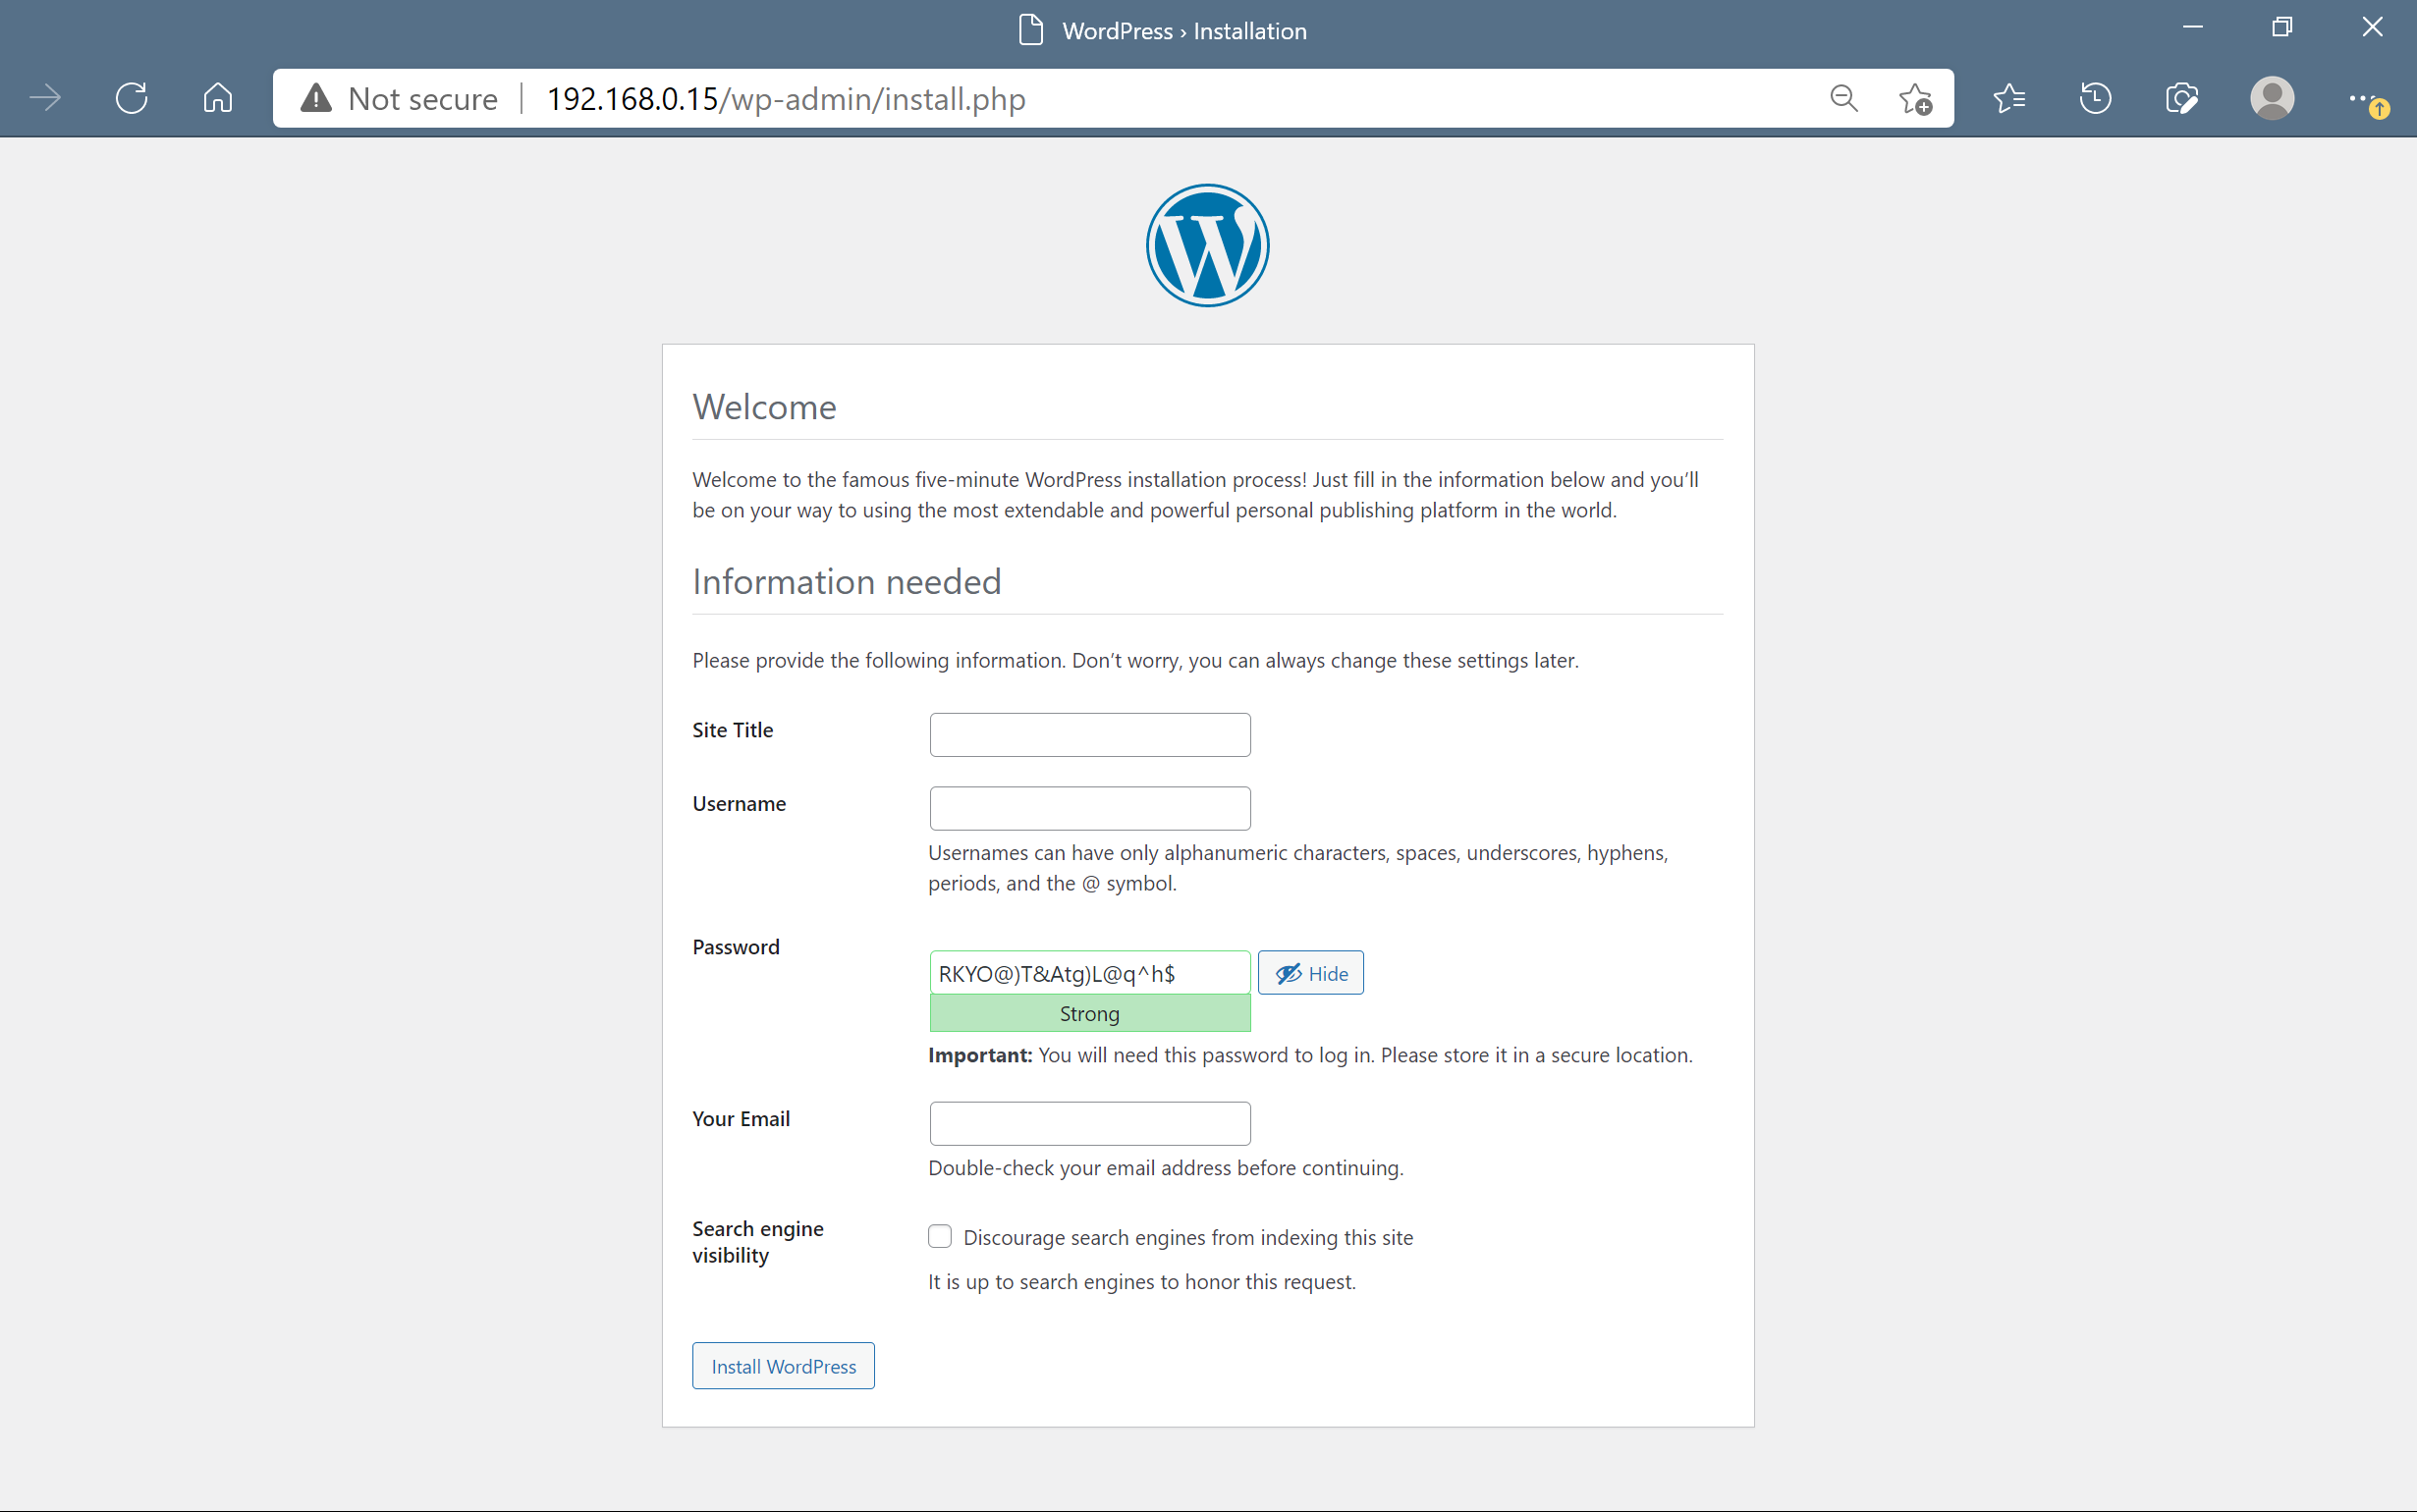 WordPress › Installation
Not secure
192.168.0.15/wp-admin/install.php
Welcome
Welcome to the famous five-minute WordPress installation process! Just fill in the information below and you’ll
be on your way to using the most extendable and powerful personal publishing platform in the world.
Information needed
Please provide the following information. Don’t worry, you can always change these settings later.
Site Title
Username
Usernames can have only alphanumeric characters, spaces, underscores, hyphens,
periods, and the @ symbol.
Password
RKYO@)T&Atg)L@q^h$
Hide
Strong
Important: You will need this password to log in. Please store it in a secure location.
Your Email
Double-check your email address before continuing.
Search engine
visibility
Discourage search engines from indexing this site
It is up to search engines to honor this request.
Install WordPress